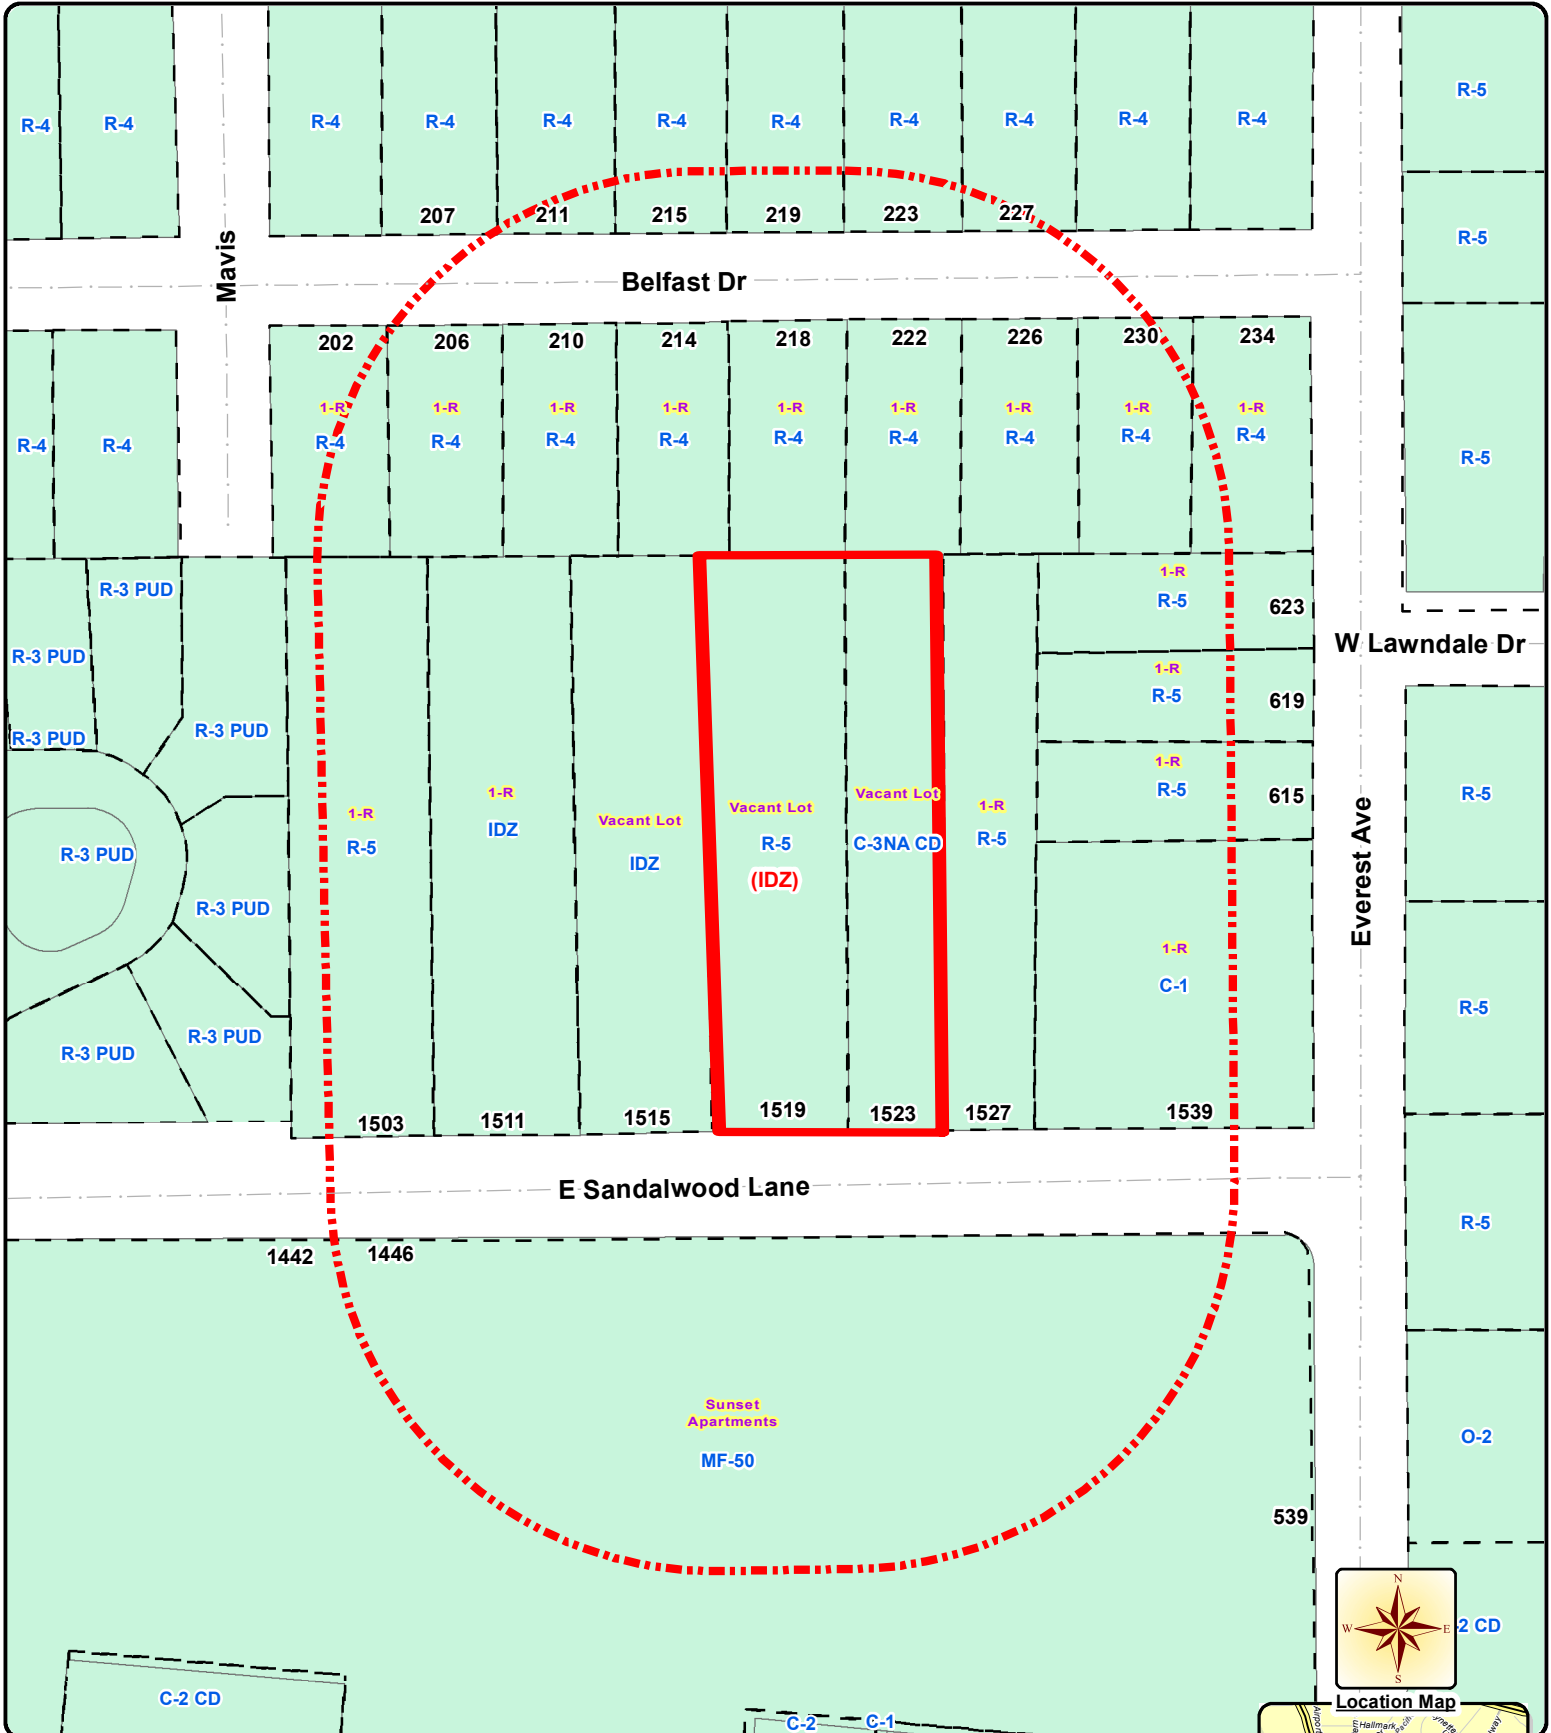 R-4
R-4
R-4
R-4
R-4
R-4
R-4
R-4
R-4
R-4
R-4
R-5
207
211
215
219
223
227
R-5
Mavis
Belfast Dr
202
206
210
214
218
222
226
230
234
1-R
1-R
1-R
1-R
1-R
1-R
1-R
1-R
1-R
R-4
R-4
R-4
R-4
R-4
R-4
R-4
R-4
R-4
R-4
R-4
R-5
R-3 PUD
1-R
R-5
623
W Lawndale Dr
R-3 PUD
1-R
R-5
619
R-3 PUD
R-3 PUD
1-R
R-5
615
R-5
R-3 PUD
1-R
R-5
1-R
IDZ
Vacant Lot
IDZ
Vacant Lot
R-5
(IDZ)
Vacant Lot
C-3NA CD
1-R
R-5
Everest Ave
R-3 PUD
1-R
C-1
R-5
R-3 PUD
R-3 PUD
1503
1511
1515
1519
1523
1527
1539
E Sandalwood Lane
R-5
1442
1446
Sunset
Apartments
MF-50
O-2
539
N
W
E
S
2 CD
C-2 CD
C-2
C-1
Location Map
Hallmark